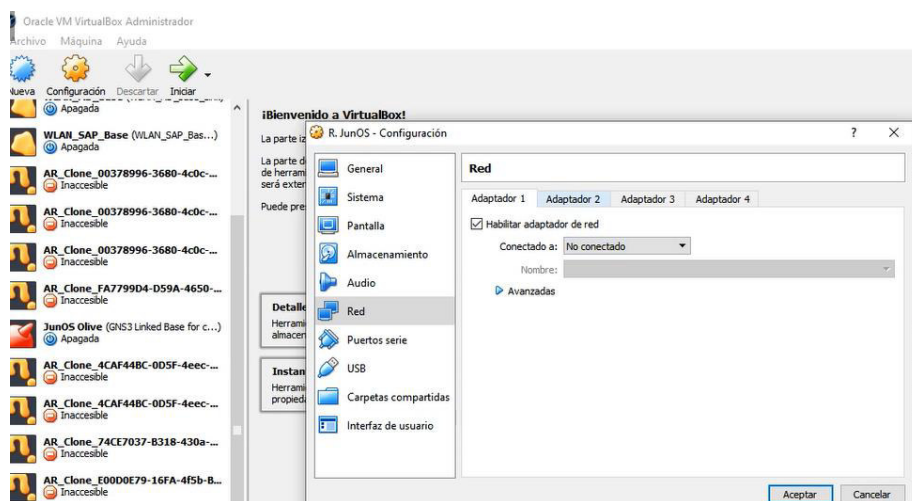 Oracle VM VirtualBox Administrador
Archivo Máquina Ayuda
Nueva Configuración Descartar Iniciar
Apagada
WLAN_SAP_Base (WLAN_SAP_Bas...)
Apagada
AR_Clone_00378996-3680-4c0c-...
Inaccesible
AR_Clone_00378996-3680-4c0c-...
Inaccesible
AR_Clone_00378996-3680-4c0c-...
Inaccesible
AR_Clone_FA7799D4-D59A-4650-...
Inaccesible
JunOS Olive (GNS3 Linked Base for c...)
Apagada
AR_Clone_4CAF44BC-0D5F-4eec-...
Inaccesible
AR_Clone_4CAF44BC-0D5F-4eec-...
Inaccesible
AR_Clone_74CE7037-B318-430a-...
Inaccesible
AR_Clone_E00D0E79-16FA-4f5b-B...
Inaccesible
¡Bienvenido a VirtualBox!
La parte iz
La parte d
de herram
será exter
Puede pre
Detalle
Herrami
almacen
Instan
Herrami
propieda
R. JunOS - Configuración
? X
General
Sistema
Pantalla
Almacenamiento
Audio
Red
Puertos serie
USB
Carpetas compartidas
Interfaz de usuario
Red
Adaptador 1 Adaptador 2 Adaptador 3 Adaptador 4
Habilitar adaptador de red
Conectado a: No conectado
Nombre:
Avanzadas
Aceptar Cancelar